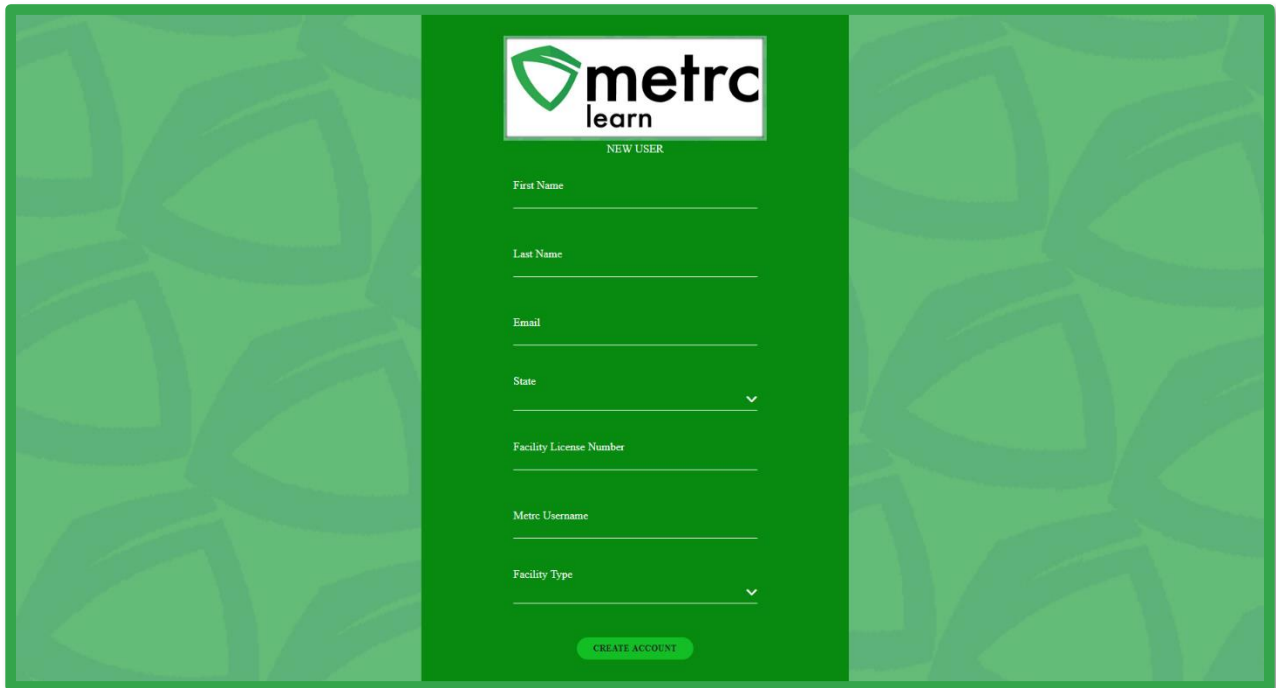 metrc
learn
NEW USER
First Name
Last Name
Email
State
Facility License Number
Metrc Username
Facility Type
CREATE ACCOUNT